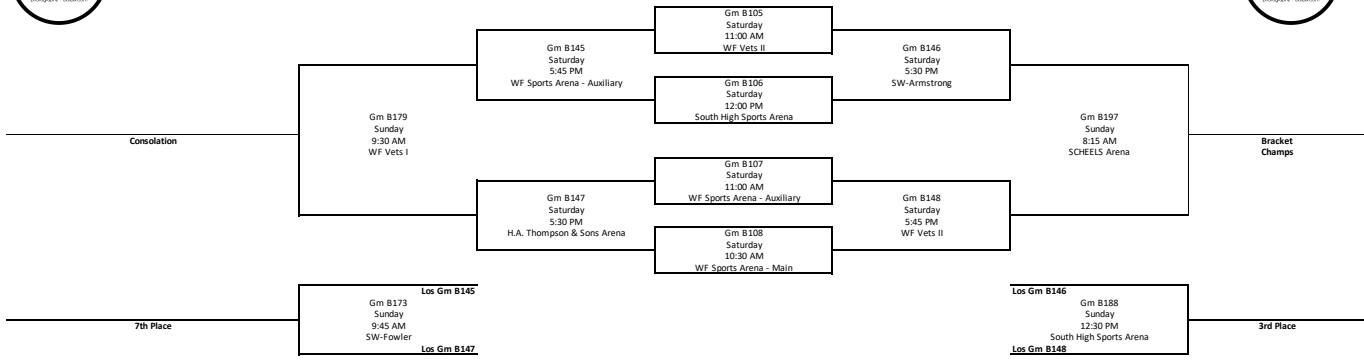 Gm B105
Saturday
11:00 AM
WF Vets II
Gm B145
Saturday
5:45 PM
WF Sports Arena - Auxiliary
Gm B146
Saturday
5:30 PM
SW-Armstrong
Gm B106
Saturday
12:00 PM
South High Sports Arena
Gm B179
Sunday
9:30 AM
WF Vets I
Gm B197
Sunday
8:15 AM
SCHEELS Arena
Consolation
Bracket
Champs
Gm B107
Saturday
11:00 AM
WF Sports Arena - Auxiliary
Gm B147
Saturday
5:30 PM
H.A. Thompson & Sons Arena
Gm B148
Saturday
5:45 PM
WF Vets II
Gm B108
Saturday
10:30 AM
WF Sports Arena - Main
Los Gm B145
Gm B173
Sunday
9:45 AM
SW-Fowler
Los Gm B147
7th Place
Los Gm B146
Gm B188
Sunday
12:30 PM
South High Sports Arena
Los Gm B148
3rd Place